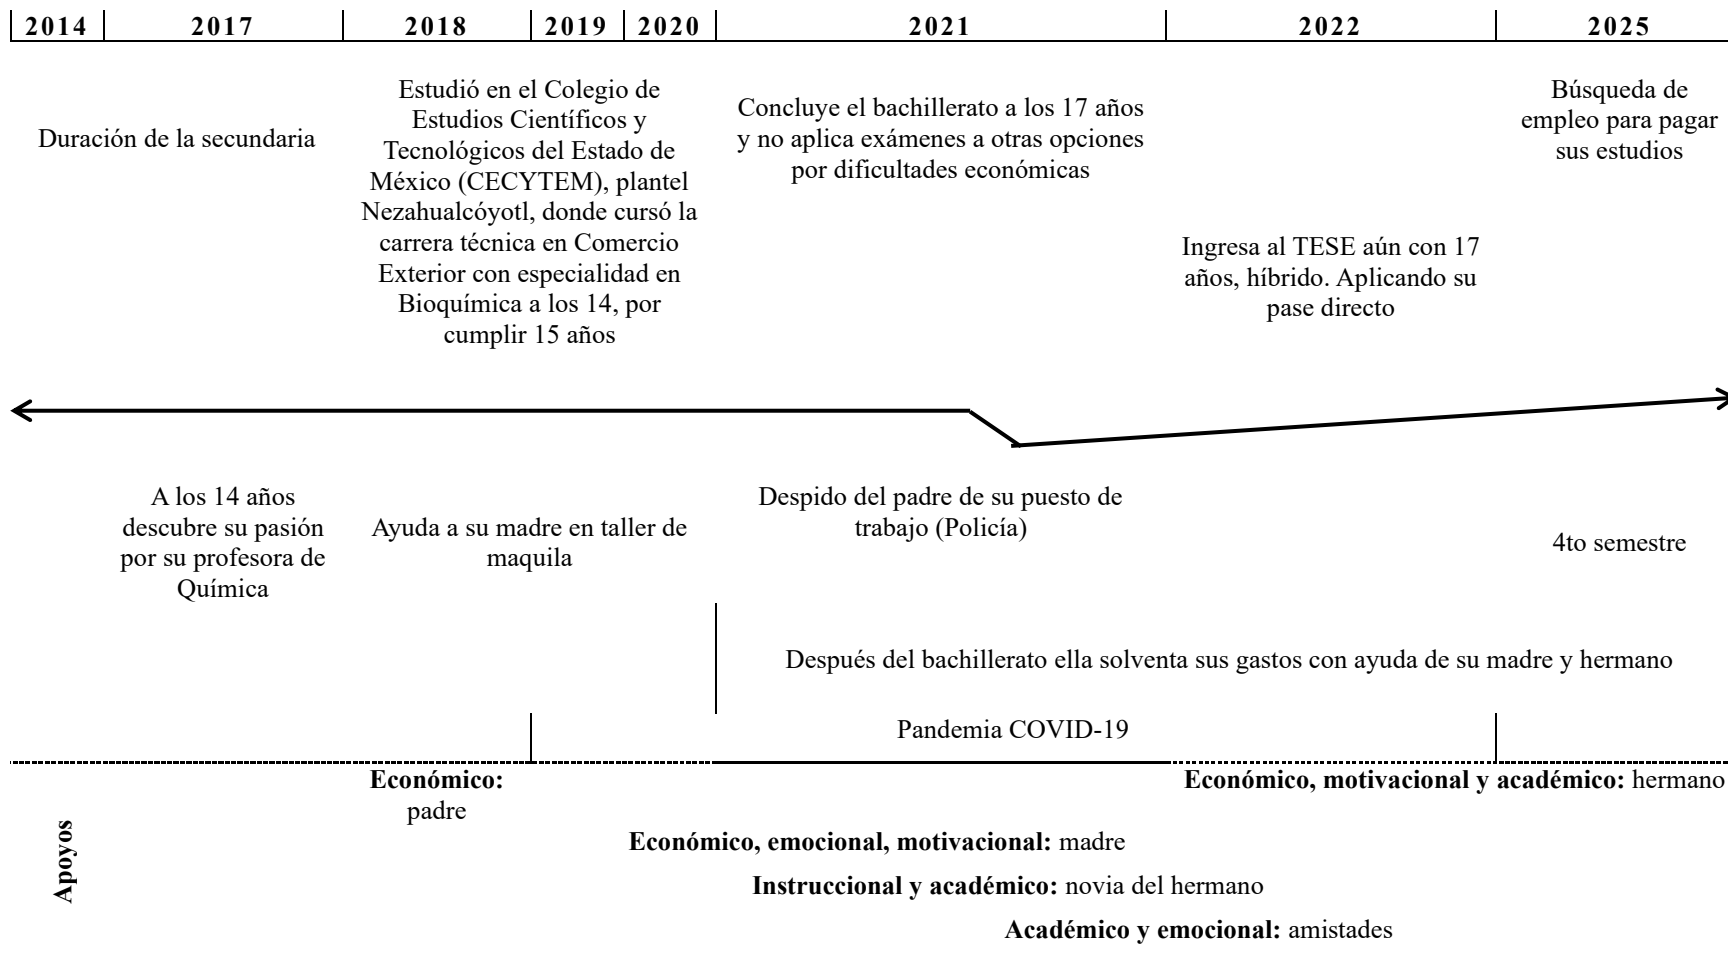 2014 2017 2018 2019 2020 2021 2022 2025
Duración de la secundaria
Estudió en el Colegio de
Estudios Científicos y
Tecnológicos del Estado de
México (CECYTEM), plantel
Nezahualcóyotl, donde cursó la
carrera técnica en Comercio
Exterior con especialidad en
Bioquímica a los 14, por
cumplir 15 años
Concluye el bachillerato a los 17 años
y no aplica exámenes a otras opciones
por dificultades económicas
Ingresa al TESE aún con 17
años, híbrido. Aplicando su
pase directo
Búsqueda de
empleo para pagar
sus estudios
A los 14 años
descubre su pasión
por su profesora de
Química
Ayuda a su madre en taller de
maquila
Despido del padre de su puesto de
trabajo (Policía)
4to semestre
Después del bachillerato ella solventa sus gastos con ayuda de su madre y hermano
Pandemia COVID-19
Apoyos
Económico:
padre
Económico, motivacional y académico: hermano
Económico, emocional, motivacional: madre
Instruccional y académico: novia del hermano
Académico y emocional: amistades